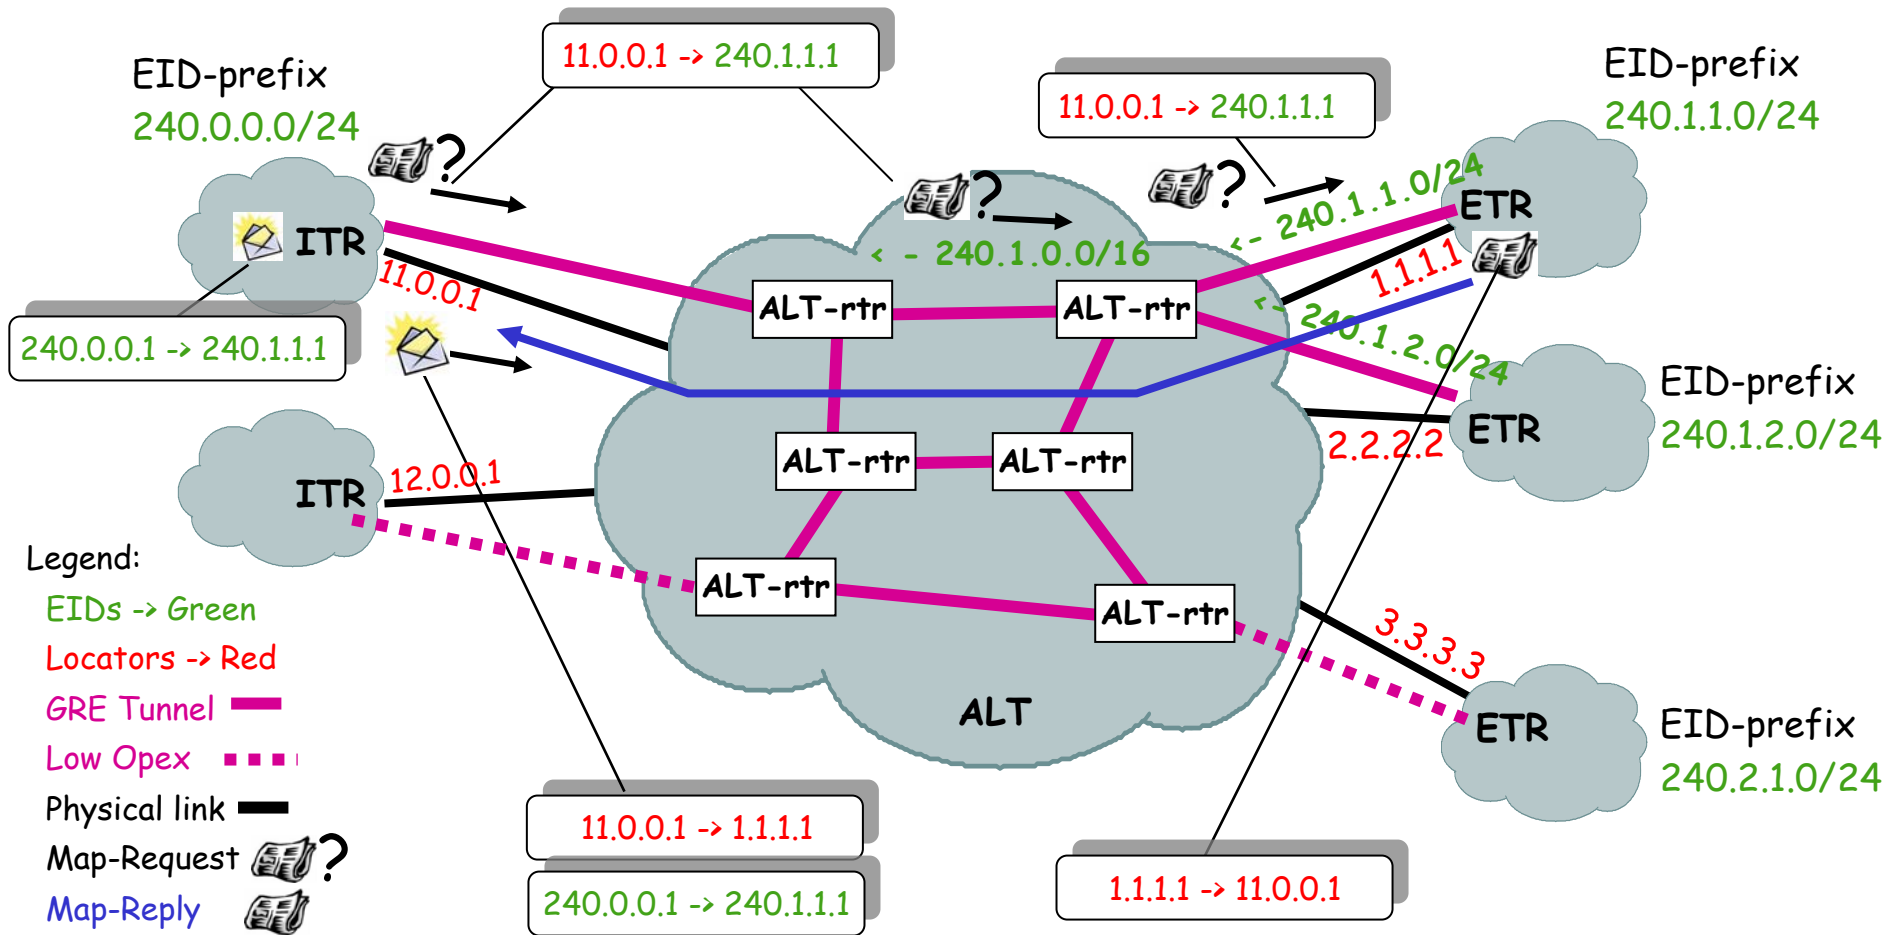 11.0.0.1 -> 240.1.1.1
EID-prefix
240.0.0.0/24
?
11.0.0.1 -> 240.1.1.1
EID-prefix
240.1.1.0/24
?
?
<- 240.1.1.0/24
ETR
ITR
<- 240.1.0.0/16
11.0.0.1
1.1.1.1
ALT-rtr
ALT-rtr
240.0.0.1 -> 240.1.1.1
<- 240.1.2.0/24
EID-prefix
240.1.2.0/24
ETR
2.2.2.2
ALT-rtr
ALT-rtr
12.0.0.1
ITR
ALT-rtr
ALT-rtr
3.3.3.3
ALT
ETR
EID-prefix
240.2.1.0/24
Legend:
EIDs -> Green
Locators -> Red
GRE Tunnel
Low Opex
Physical link
Map-Request ?
Map-Reply
11.0.0.1 -> 1.1.1.1
240.0.0.1 -> 240.1.1.1
1.1.1.1 -> 11.0.0.1